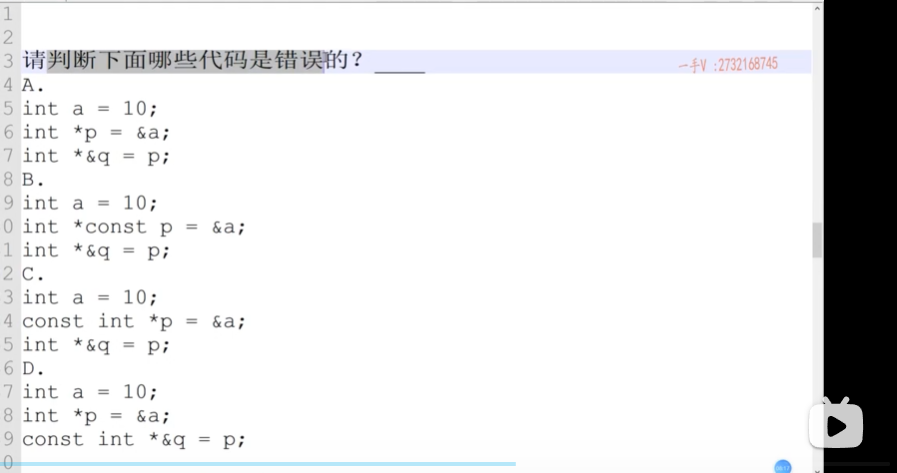 1
2
3 请判断下面哪些代码是错误的？ ____ 一手V :2732168745
4 A.
5 int a = 10;
6 int *p = &a;
7 int *&q = p;
8 B.
9 int a = 10;
0 int *const p = &a;
1 int *&q = p;
2 C.
3 int a = 10;
4 const int *p = &a;
5 int *&q = p;
6 D.
7 int a = 10;
8 int *p = &a;
9 const int *&q = p;
0